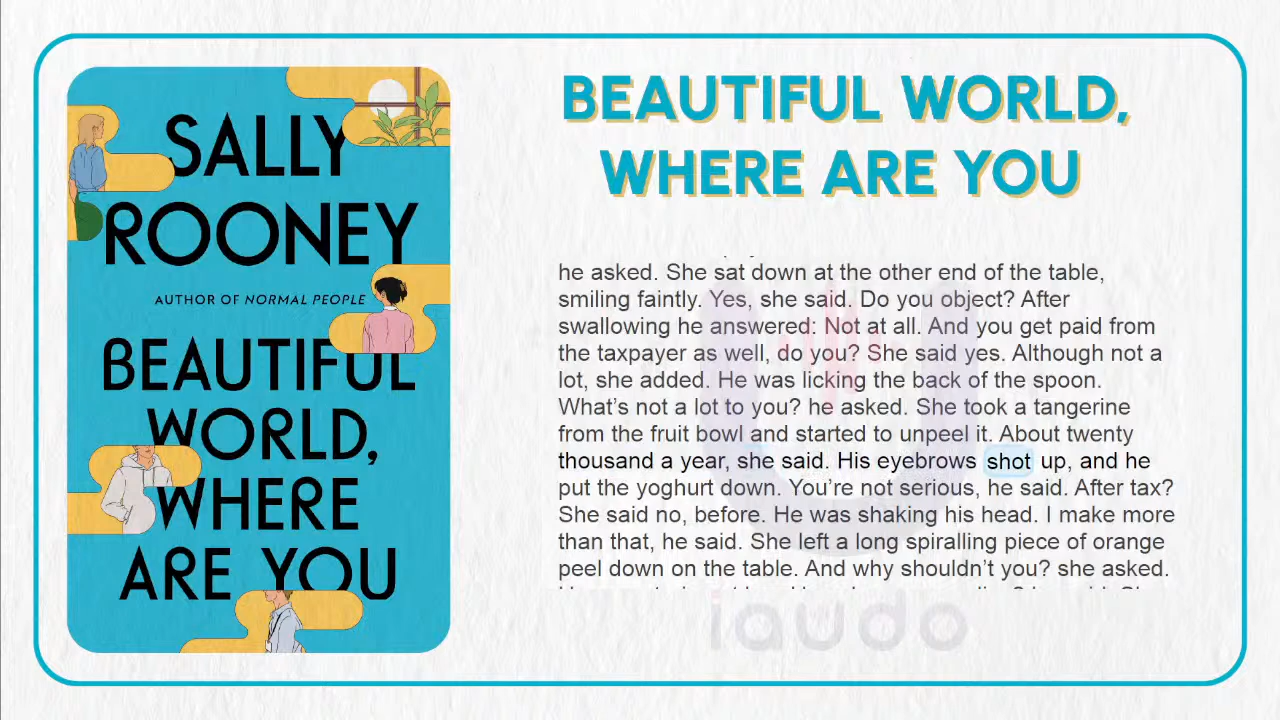 SALLY
ROONEY
AUTHOR OF NORMAL PEOPLE
BEAUTIFUL
WORLD,
WHERE
ARE YOU
BEAUTIFUL WORLD,
WHERE ARE YOU
he asked. She sat down at the other end of the table,
smiling faintly. Yes, she said. Do you object? After
swallowing he answered: Not at all. And you get paid from
the taxpayer as well, do you? She said yes. Although not a
lot, she added. He was licking the back of the spoon.
What’s not a lot to you? he asked. She took a tangerine
from the fruit bowl and started to unpeel it. About twenty
thousand a year, she said. His eyebrows shot up, and he
put the yoghurt down. You’re not serious, he said. After tax?
She said no, before. He was shaking his head. I make more
than that, he said. She left a long spiralling piece of orange
peel down on the table. And why shouldn’t you? she asked.
iaudo